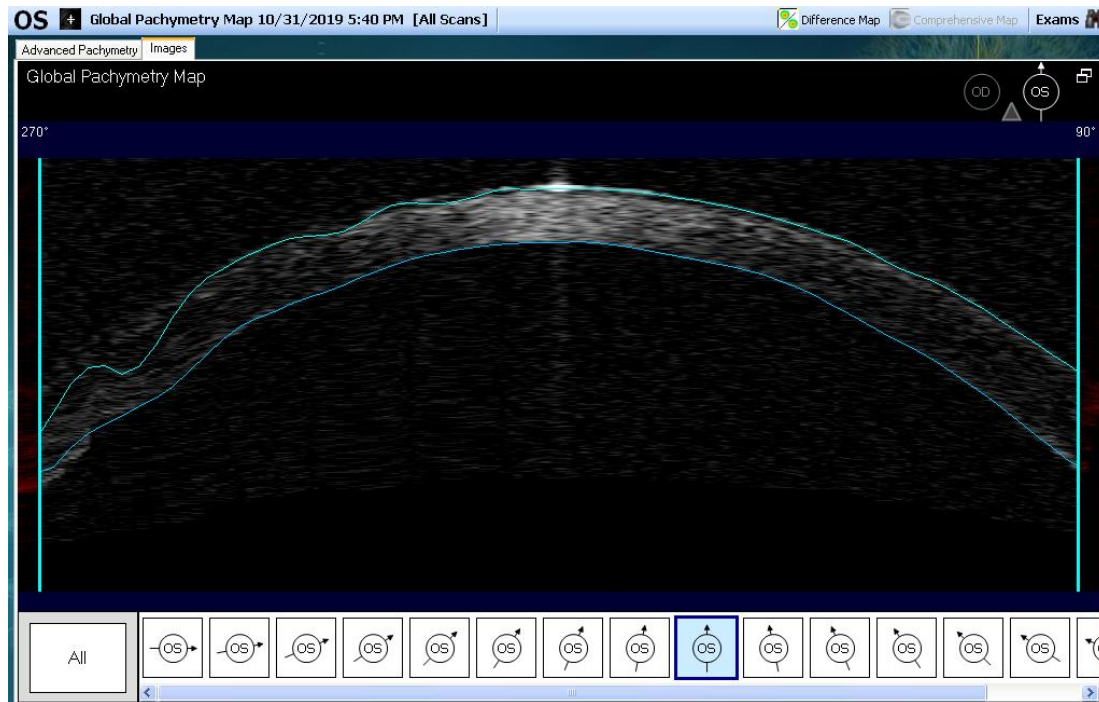 OS + Global Pachymetry Map 10/31/2019 5:40 PM [All Scans] Difference Map Comprehensive Map Exams
Advanced Pachymetry Images
Global Pachymetry Map
OD OS
270° 90°
All OS OS OS OS OS OS OS OS OS OS OS OS OS OS